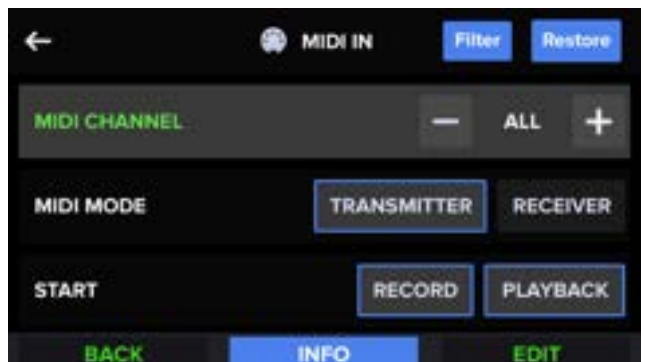 MIDI IN Filter Restore
MIDI CHANNEL — ALL +
MIDI MODE TRANSMITTER RECEIVER
START RECORD PLAYBACK
BACK INFO EDIT